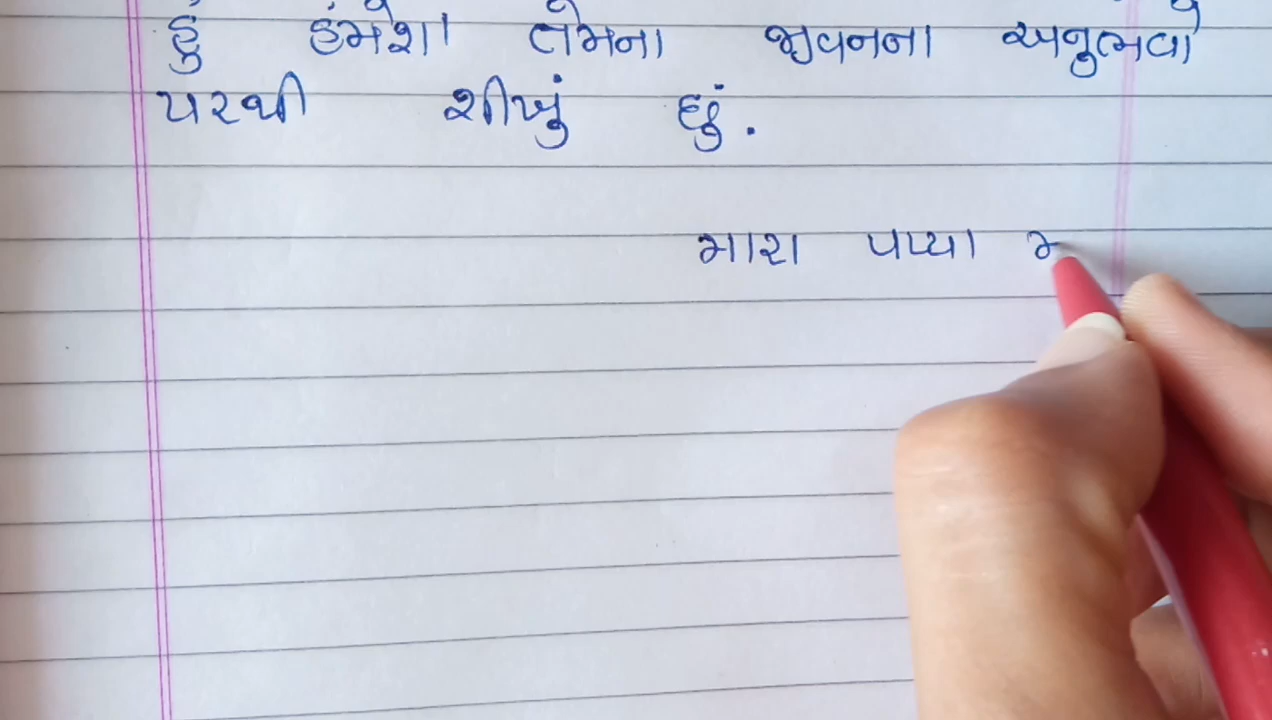 હું હંમેશા તેમના જીવનના અનુભવો
પરથી શીખું છું.
મારા પપ્પા